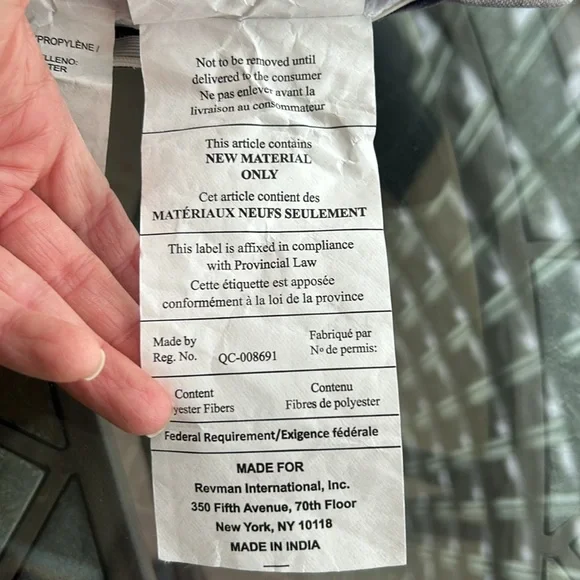 PROPYLÈNE /
LLENO:
TER
Not to be removed until
delivered to the consumer
Ne pas enlever avant la
livraison au consommateur
This article contains
NEW MATERIAL
ONLY
Cet article contient des
MATÉRIAUX NEUFS SEULEMENT
This label is affixed in compliance
with Provincial Law
Cette étiquette est apposée
conformément à la loi de la province
Made by Fabriqué par
Reg. No. QC-008691 Nº de permis:
Content Contenu
yester Fibers Fibres de polyester
Federal Requirement/Exigence fédérale
MADE FOR
Revman International, Inc.
350 Fifth Avenue, 70th Floor
New York, NY 10118
MADE IN INDIA